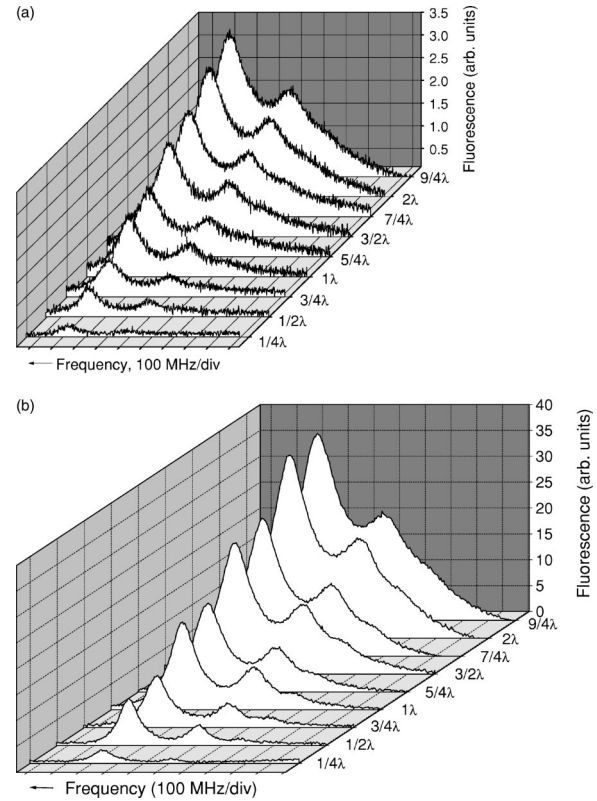 (a)
3.5
3.0
2.5
2.0
1.5
1.0
0.5
Fluorescence (arb. units)
9/4λ
2λ
7/4λ
3/2λ
5/4λ
1λ
3/4λ
1/2λ
1/4λ
← Frequency, 100 MHz/div
(b)
40
35
30
25
20
15
10
5
0
Fluorescence (arb. units)
9/4λ
2λ
7/4λ
3/2λ
5/4λ
1λ
3/4λ
1/2λ
1/4λ
← Frequency (100 MHz/div)